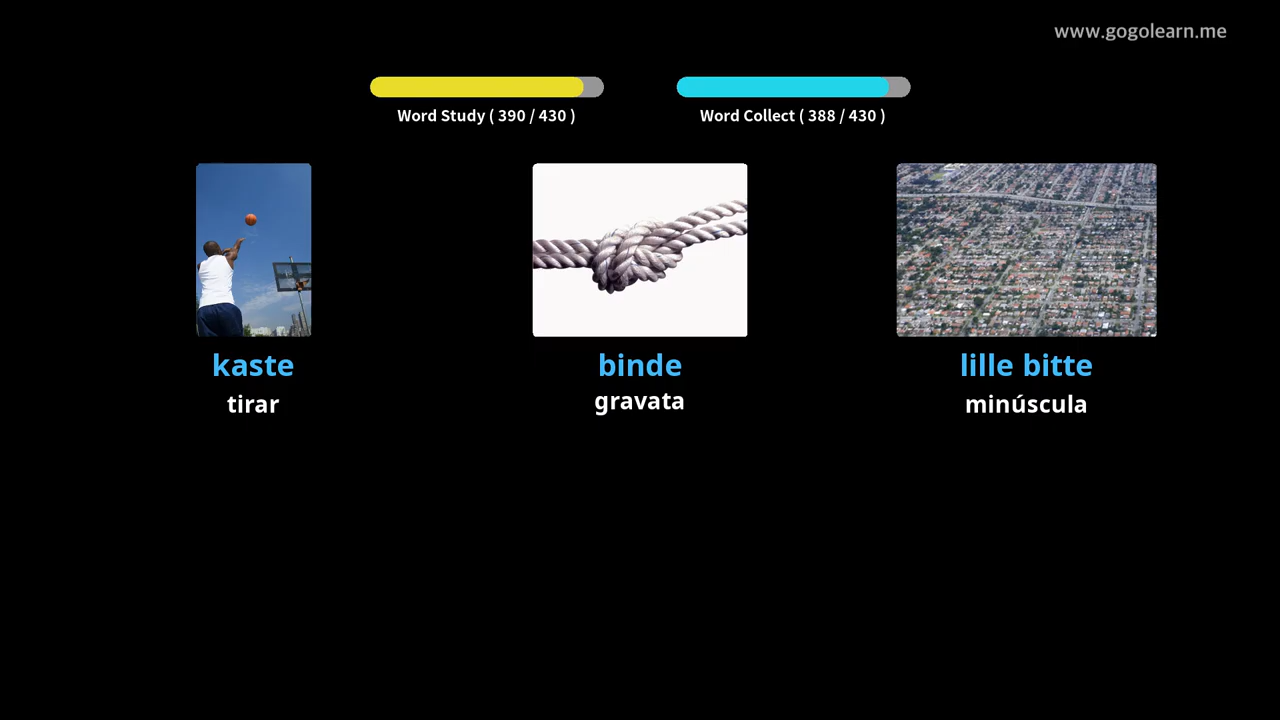 www.gogolearn.me
Word Study ( 390 / 430 )
Word Collect ( 388 / 430 )
kaste
binde
lille bitte
tirar
gravata
minúscula